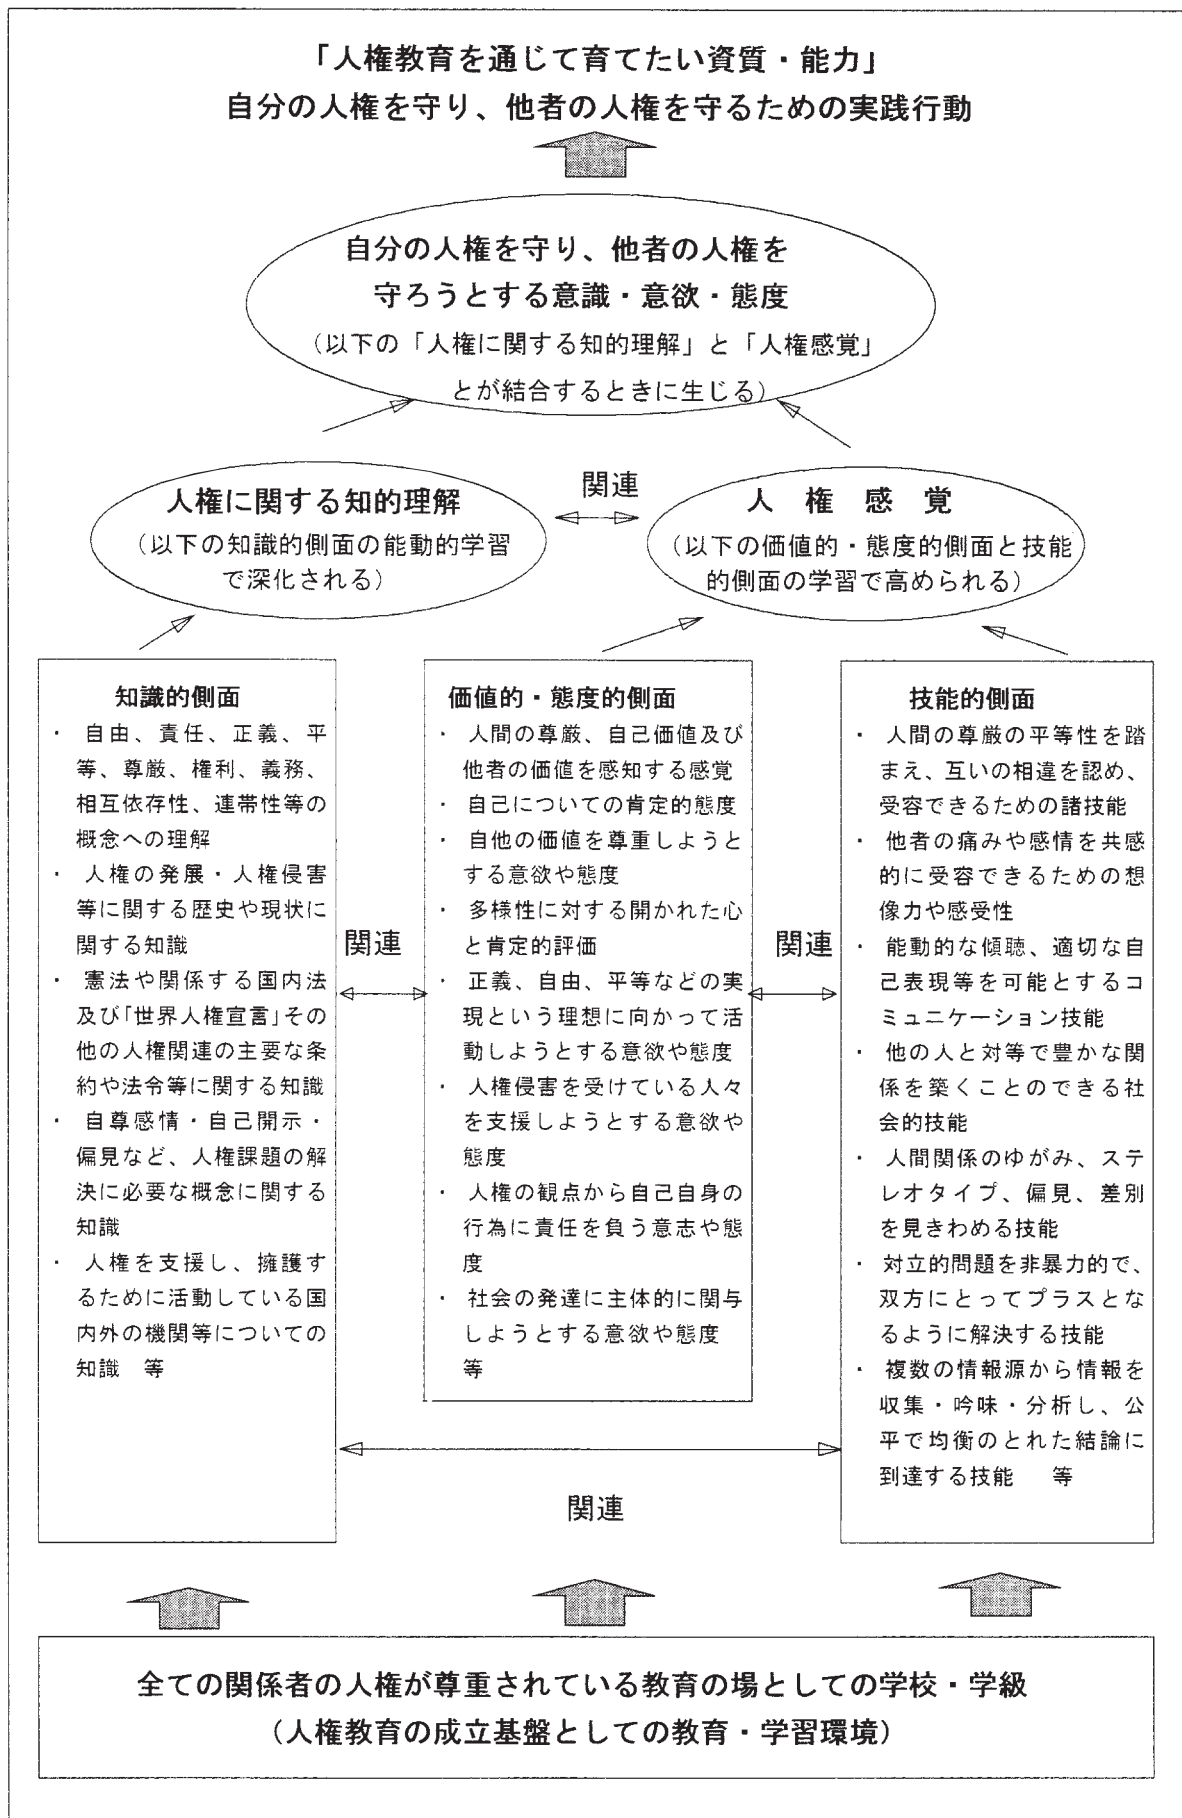 「人権教育を通じて育てたい資質・能力」
自分の人権を守り、他者の人権を守るための実践行動
自分の人権を守り、他者の人権を
守ろうとする意識・意欲・態度
（以下の「人権に関する知的理解」と「人権感覚」
とが結合するときに生じる）
人権に関する知的理解
（以下の知識的側面の能動的学習
で深化される）
関連
人権感覚
（以下の価値的・態度的側面と技能
的側面の学習で高められる）
知識的側面
・ 自由、責任、正義、平
等、尊厳、権利、義務、
相互依存性、連帯性等の
概念への理解
・ 人権の発展・人権侵害
等に関する歴史や現状に
関する知識
・ 憲法や関係する国内法
及び「世界人権宣言」その
他の人権関連の主要な条
約や法令等に関する知識
・ 自尊感情・自己開示・
偏見など、人権課題の解
決に必要な概念に関する
知識
・ 人権を支援し、擁護す
るために活動している国
内外の機関等についての
知識 等
関連
価値的・態度的側面
・ 人間の尊厳、自己価値及び
他者の価値を感知する感覚
・ 自己についての肯定的態度
・ 自他の価値を尊重しようと
する意欲や態度
・ 多様性に対する開かれた心
と肯定的評価
・ 正義、自由、平等などの実
現という理想に向かって活
動しようとする意欲や態度
・ 人権侵害を受けている人々
を支援しようとする意欲や
態度
・ 人権の観点から自己自身の
行為に責任を負う意志や態
度
・ 社会の発達に主体的に関与
しようとする意欲や態度
等
関連
技能的側面
・ 人間の尊厳の平等性を踏
まえ、互いの相違を認め、
受容できるための諸技能
・ 他者の痛みや感情を共感
的に受容できるための想
像力や感受性
・ 能動的な傾聴、適切な自
己表現等を可能とするコ
ミュニケーション技能
・ 他の人と対等で豊かな関
係を築くことのできる社
会的技能
・ 人間関係のゆがみ、ステ
レオタイプ、偏見、差別
を見きわめる技能
・ 対立的問題を非暴力的で、
双方にとってプラスとな
るように解決する技能
・ 複数の情報源から情報を
収集・吟味・分析し、公
平で均衡のとれた結論に
到達する技能 等
関連
全ての関係者の人権が尊重されている教育の場としての学校・学級
（人権教育の成立基盤としての教育・学習環境）